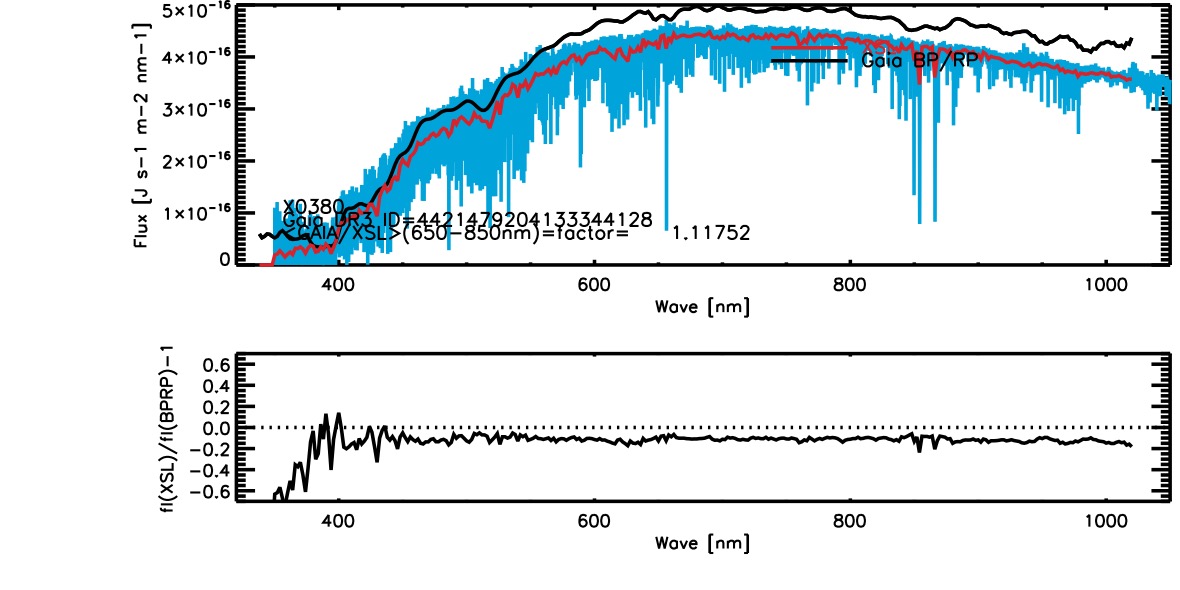 5×10−16
4×10−16
3×10−16
2×10−16
1×10−16
0
Flux [J s−1 m−2 nm−1]
Gaia BP/RP
X0380
Gaia DR3 ID=4421479204133344128
<GAIA/XSL>(650−850nm)=factor= 1.11752
400 600 800 1000
Wave [nm]
0.6
0.4
0.2
0.0
−0.2
−0.4
−0.6
fl(XSL)/fl(BPRP)−1
400 600 800 1000
Wave [nm]